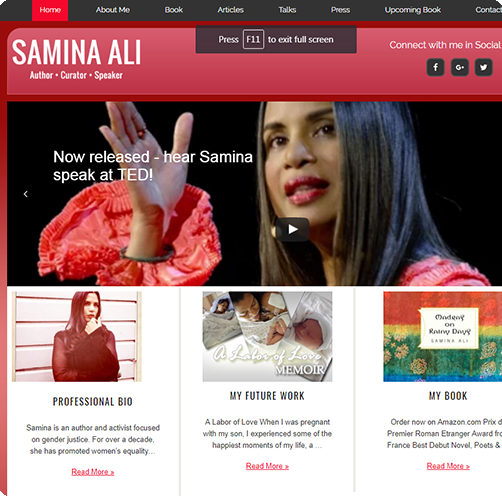 Home About Me Book Articles Talks Press Upcoming Book Contact
Press F11 to exit full screen
SAMINA ALI
Author • Curator • Speaker
Connect with me in Social
f G+
Now released - hear Samina
speak at TED!
Madras
on
Rainy Days
SAMINA ALI
A Labor of Love
MEMOIR
PROFESSIONAL BIO
MY FUTURE WORK
MY BOOK
Samina is an author and activist focused
on gender justice. For over a decade,
she has promoted women's equality...
Read More »
A Labor of Love When I was pregnant
with my son, I experienced some of the
happiest moments of my life, a ...
Read More »
Order now on Amazon.com Prix d
Premier Roman Etranger Award fro
France Best Debut Novel, Poets &
Read More »